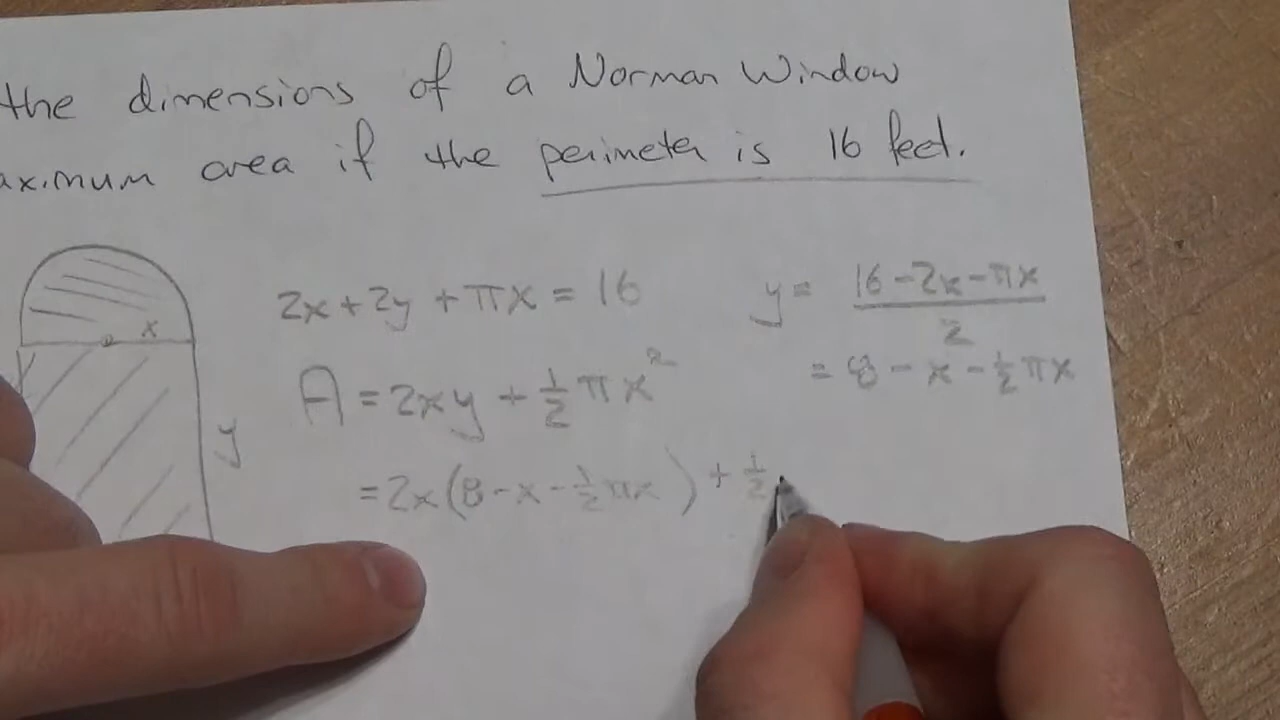 the dimensions of a Norman Window
aximum area if the perimeter is 16 feet.
x
y
2x+2y+πx = 16
y = (16-2x-πx)/2
= 8 - x - ½πx
A = 2xy + ½πx²
= 2x(8-x-½πx) + ½